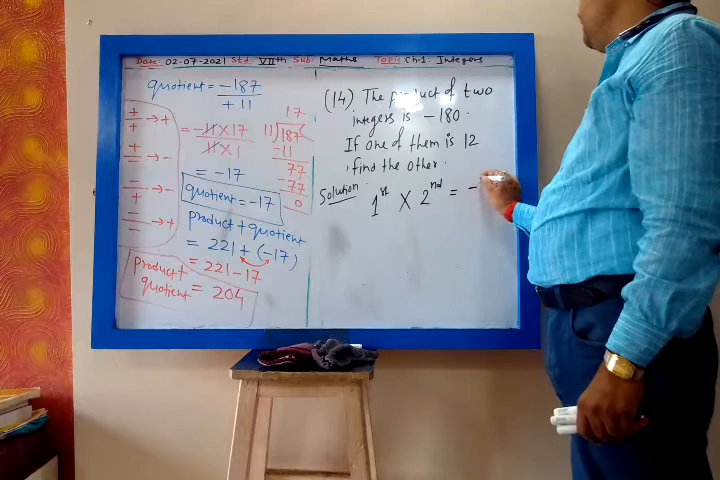 Date: 02-07-2021 Std: VIIth Sub: Maths Topic Ch1. Integers
quotient = -187
+ 11
+ → +
+
+ → -
-
- → -
+
- → +
-
= -11 × 17
11 × 1
= -17
quotient = -17
17
11)187
-11
77
-77
0
product + quotient
= 221 + (-17)
= 221 - 17
product + quotient = 204
(14) The product of two
integers is -180.
If one of them is 12
find the other.
Solution
1st × 2nd = -